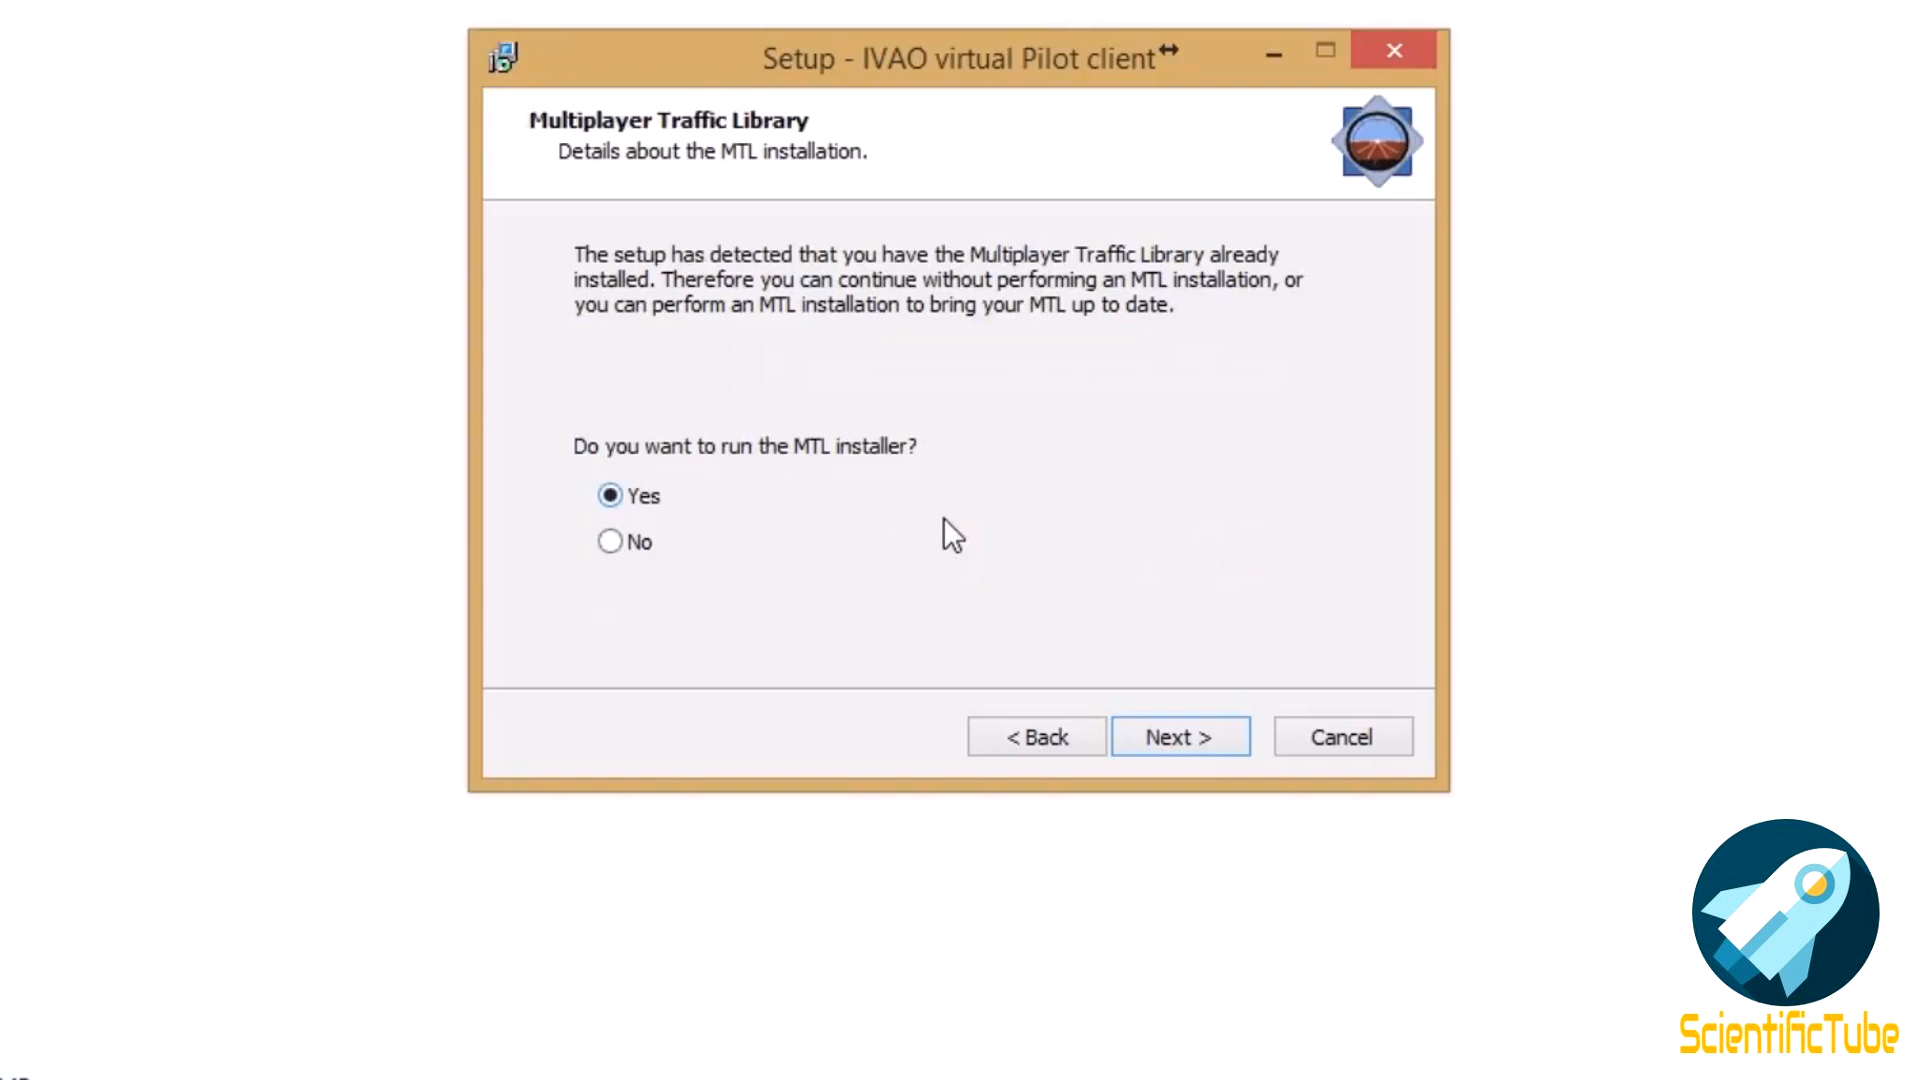 Setup - IVAO virtual Pilot client
Multiplayer Traffic Library
Details about the MTL installation.
The setup has detected that you have the Multiplayer Traffic Library already
installed. Therefore you can continue without performing an MTL installation, or
you can perform an MTL installation to bring your MTL up to date.
Do you want to run the MTL installer?
Yes
No
< Back
Next >
Cancel
ScientificTube